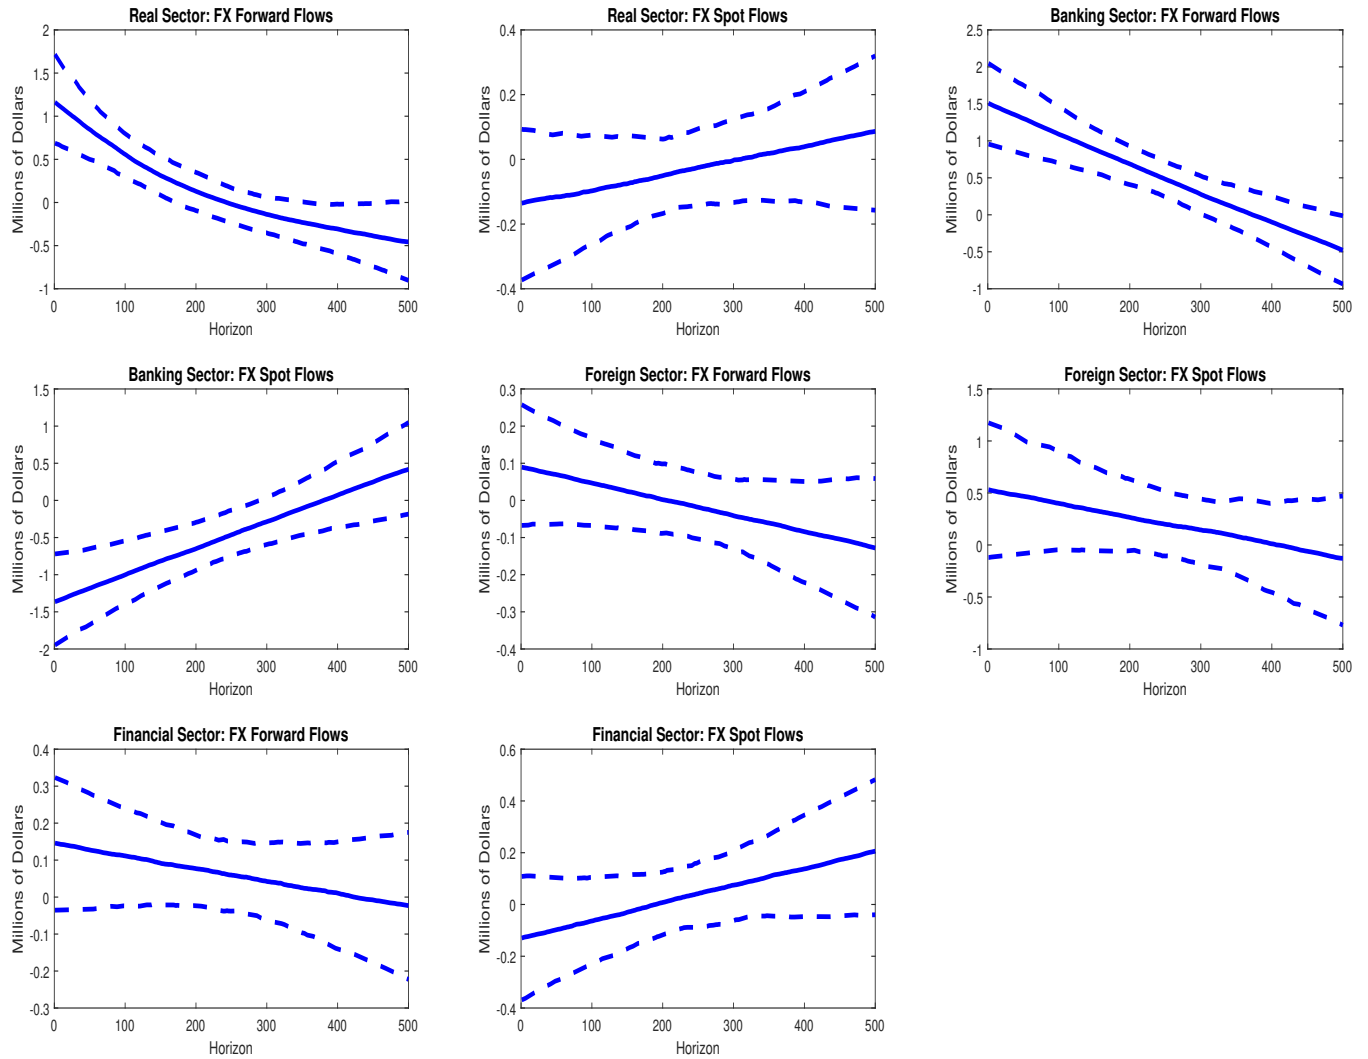 Real Sector: FX Forward Flows
Millions of Dollars
2
1.5
1
0.5
0
-0.5
-1
0 100 200 300 400 500
Horizon
Real Sector: FX Spot Flows
Millions of Dollars
0.4
0.2
0
-0.2
-0.4
0 100 200 300 400 500
Horizon
Banking Sector: FX Forward Flows
Millions of Dollars
2.5
2
1.5
1
0.5
0
-0.5
-1
0 100 200 300 400 500
Horizon
Banking Sector: FX Spot Flows
Millions of Dollars
1.5
1
0.5
0
-0.5
-1
-1.5
-2
0 100 200 300 400 500
Horizon
Foreign Sector: FX Forward Flows
Millions of Dollars
0.3
0.2
0.1
0
-0.1
-0.2
-0.3
-0.4
0 100 200 300 400 500
Horizon
Foreign Sector: FX Spot Flows
Millions of Dollars
1.5
1
0.5
0
-0.5
-1
0 100 200 300 400 500
Horizon
Financial Sector: FX Forward Flows
Millions of Dollars
0.4
0.3
0.2
0.1
0
-0.1
-0.2
-0.3
0 100 200 300 400 500
Horizon
Financial Sector: FX Spot Flows
Millions of Dollars
0.6
0.4
0.2
0
-0.2
-0.4
0 100 200 300 400 500
Horizon